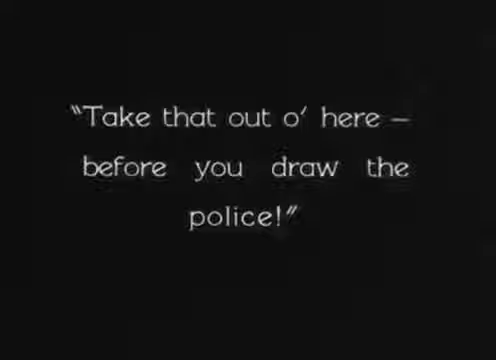 “Take that out o’ here –
before you draw the
police!”